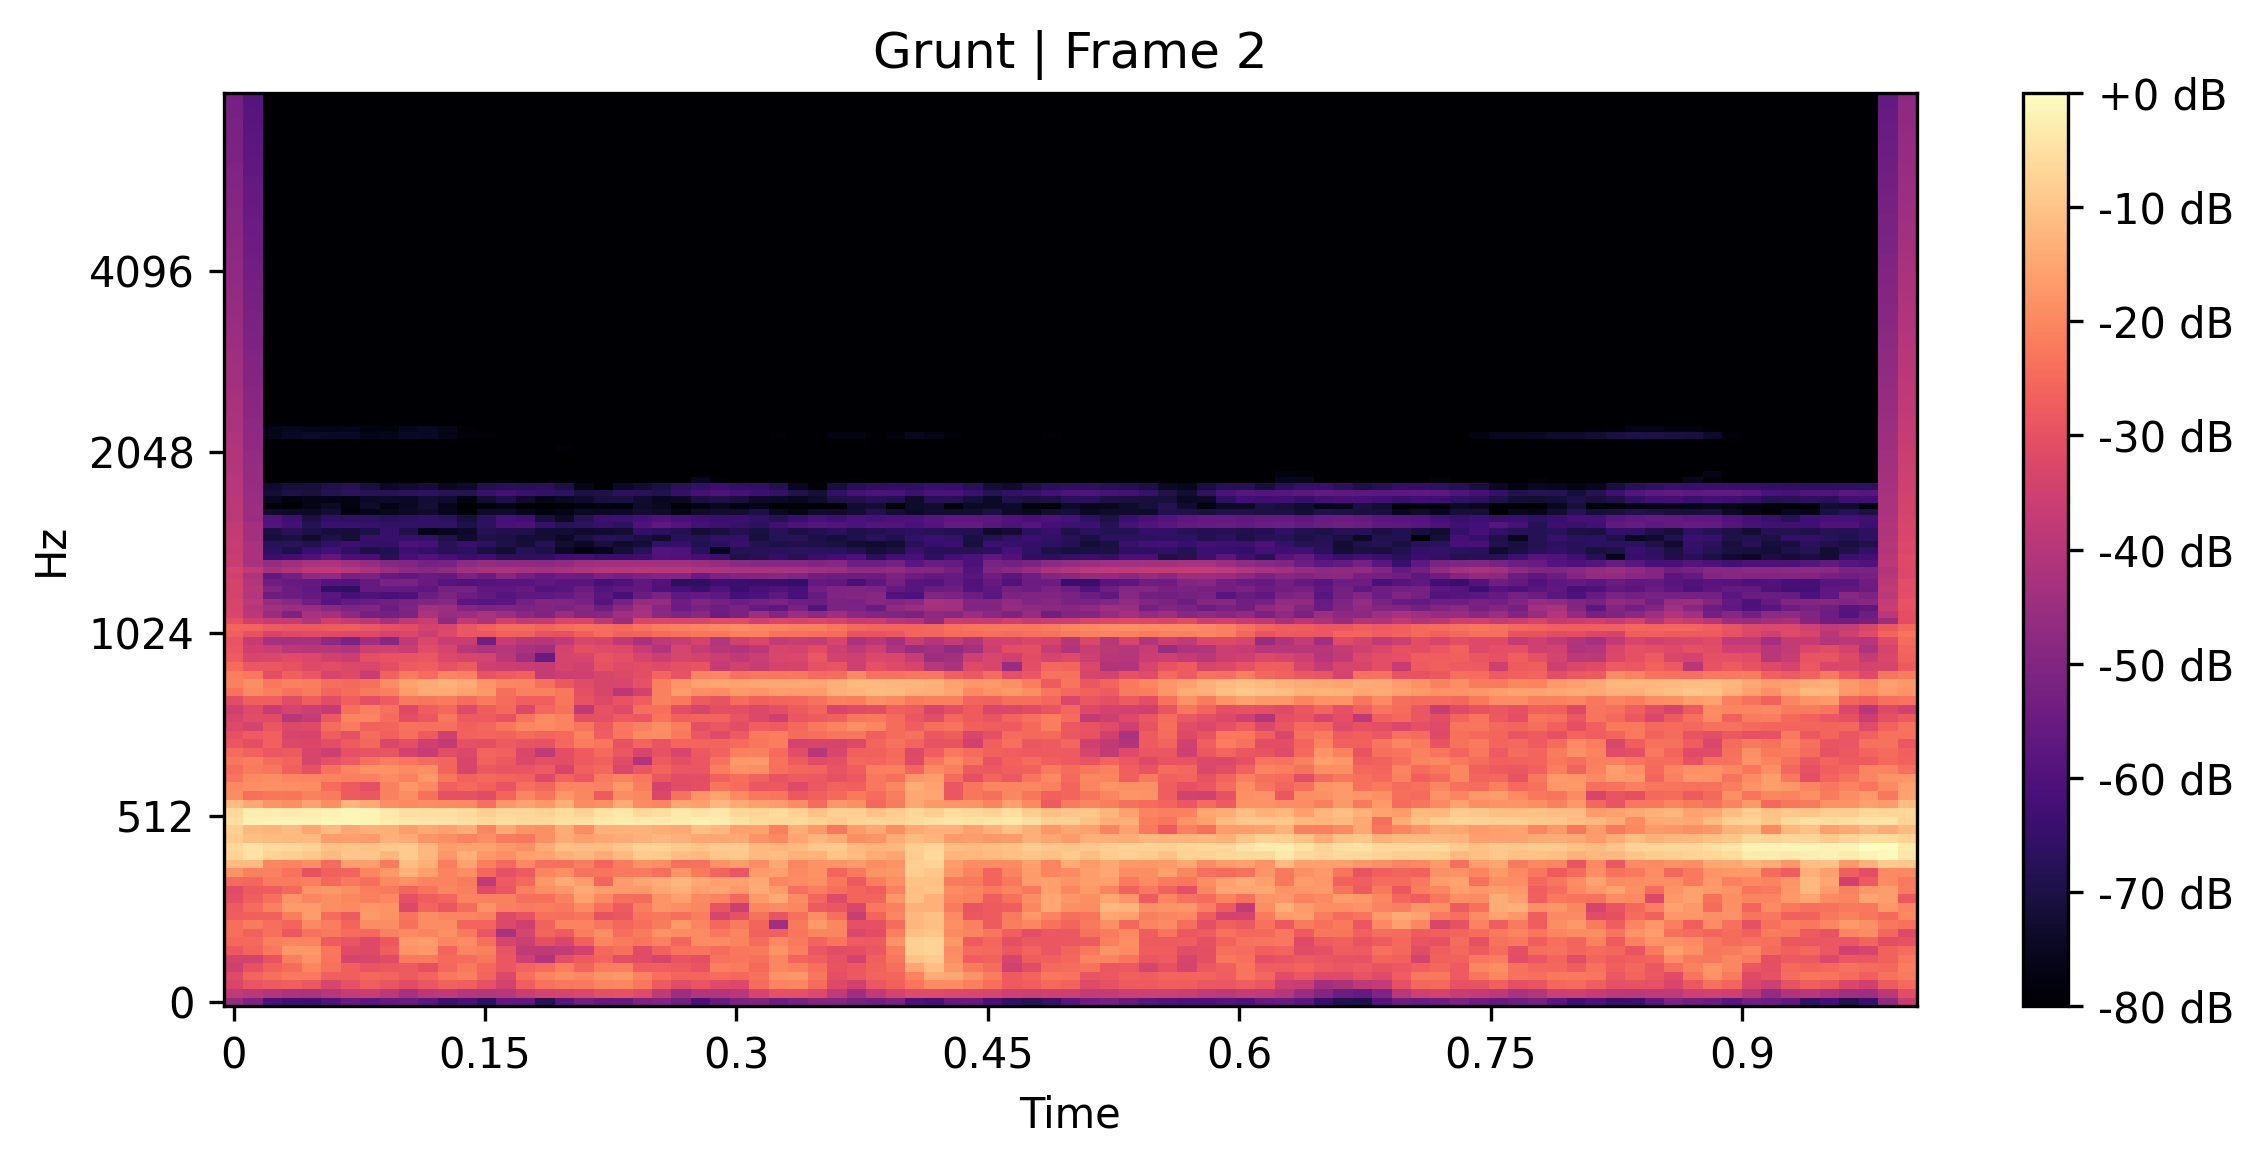 Grunt | Frame 2
+0 dB
-10 dB
-20 dB
-30 dB
-40 dB
-50 dB
-60 dB
-70 dB
-80 dB
Hz
4096
2048
1024
512
0
0 0.15 0.3 0.45 0.6 0.75 0.9
Time